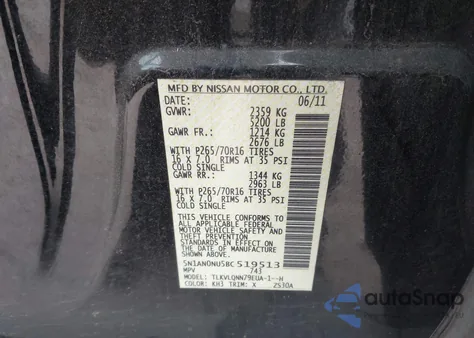 MFD BY NISSAN MOTOR CO., LTD.
06/11
GVWR: 2359 KG
5200 LB
GAWR FR.: 1214 KG
2676 LB
WITH P265/70R16 TIRES
16 X 7.0 RIMS AT 35 PSI
COLD SINGLE
GAWR RR.: 1344 KG
2963 LB
WITH P265/70R16 TIRES
16 X 7.0 RIMS AT 35 PSI
COLD SINGLE
THIS VEHICLE CONFORMS TO ALL
APPLICABLE FEDERAL
MOTOR VEHICLE SAFETY
STANDARDS IN EFFECT ON THE
DATE OF MANUFACTURE
SHOWN ABOVE.
5N1AN0NU5BC519513
MPV 743
MODEL: TLKVLQNN79EUA-1--H
COLOR: KH3 TRIM: X 2S30A
autoSnap